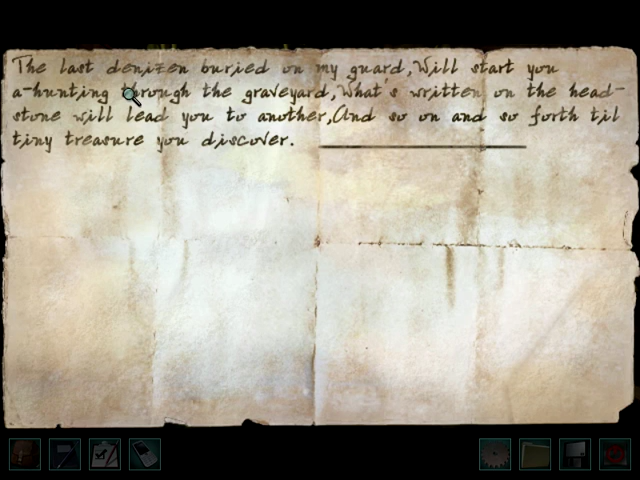 The last denizen buried on my guard,Will start you
a-hunting through the graveyard,What's written on the head-
stone will lead you to another,And so on and so forth til
tiny treasure you discover.